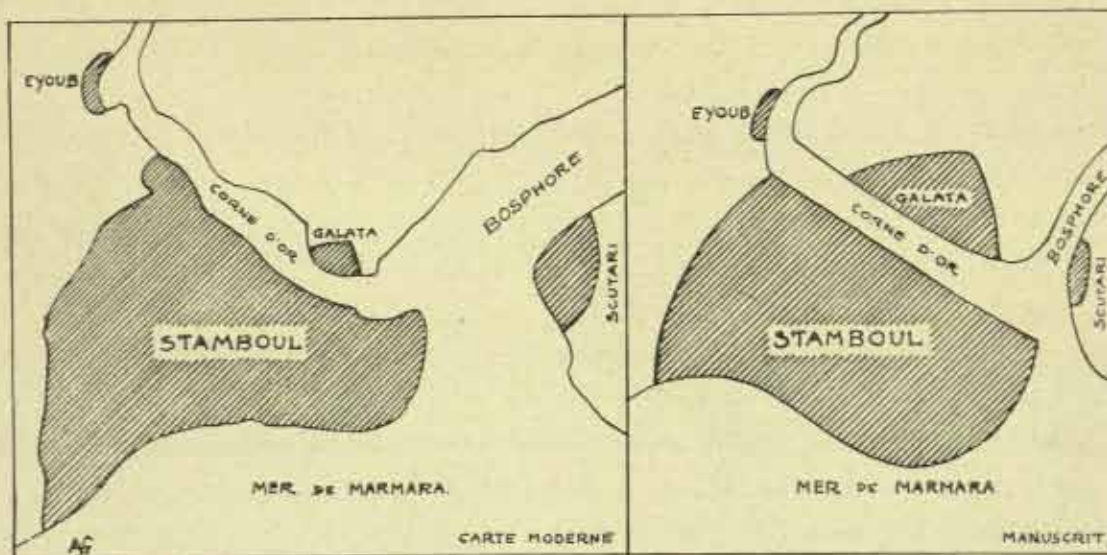 EYOUB
CORNE D'OR
GALATA
BOSPHORE
SCUTARI
STAMBOUL
MER DE MARMARA.
AG
CARTE MODERNE
EYOUB
GALATA
CORNE D'OR
BOSPHORE
SCUTARI
STAMBOUL
MER DE MARMARA
MANUSCRIT